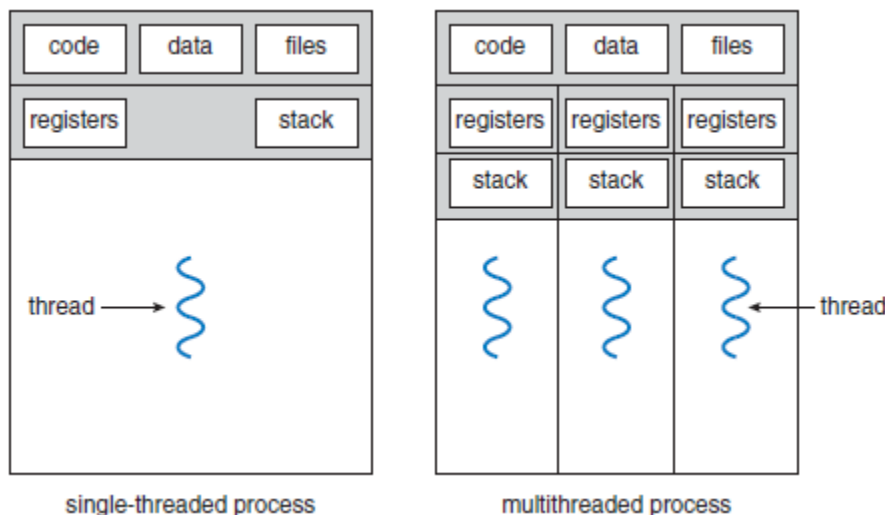 code data files
registers stack
thread
single-threaded process
code data files
registers registers registers
stack stack stack
thread
multithreaded process